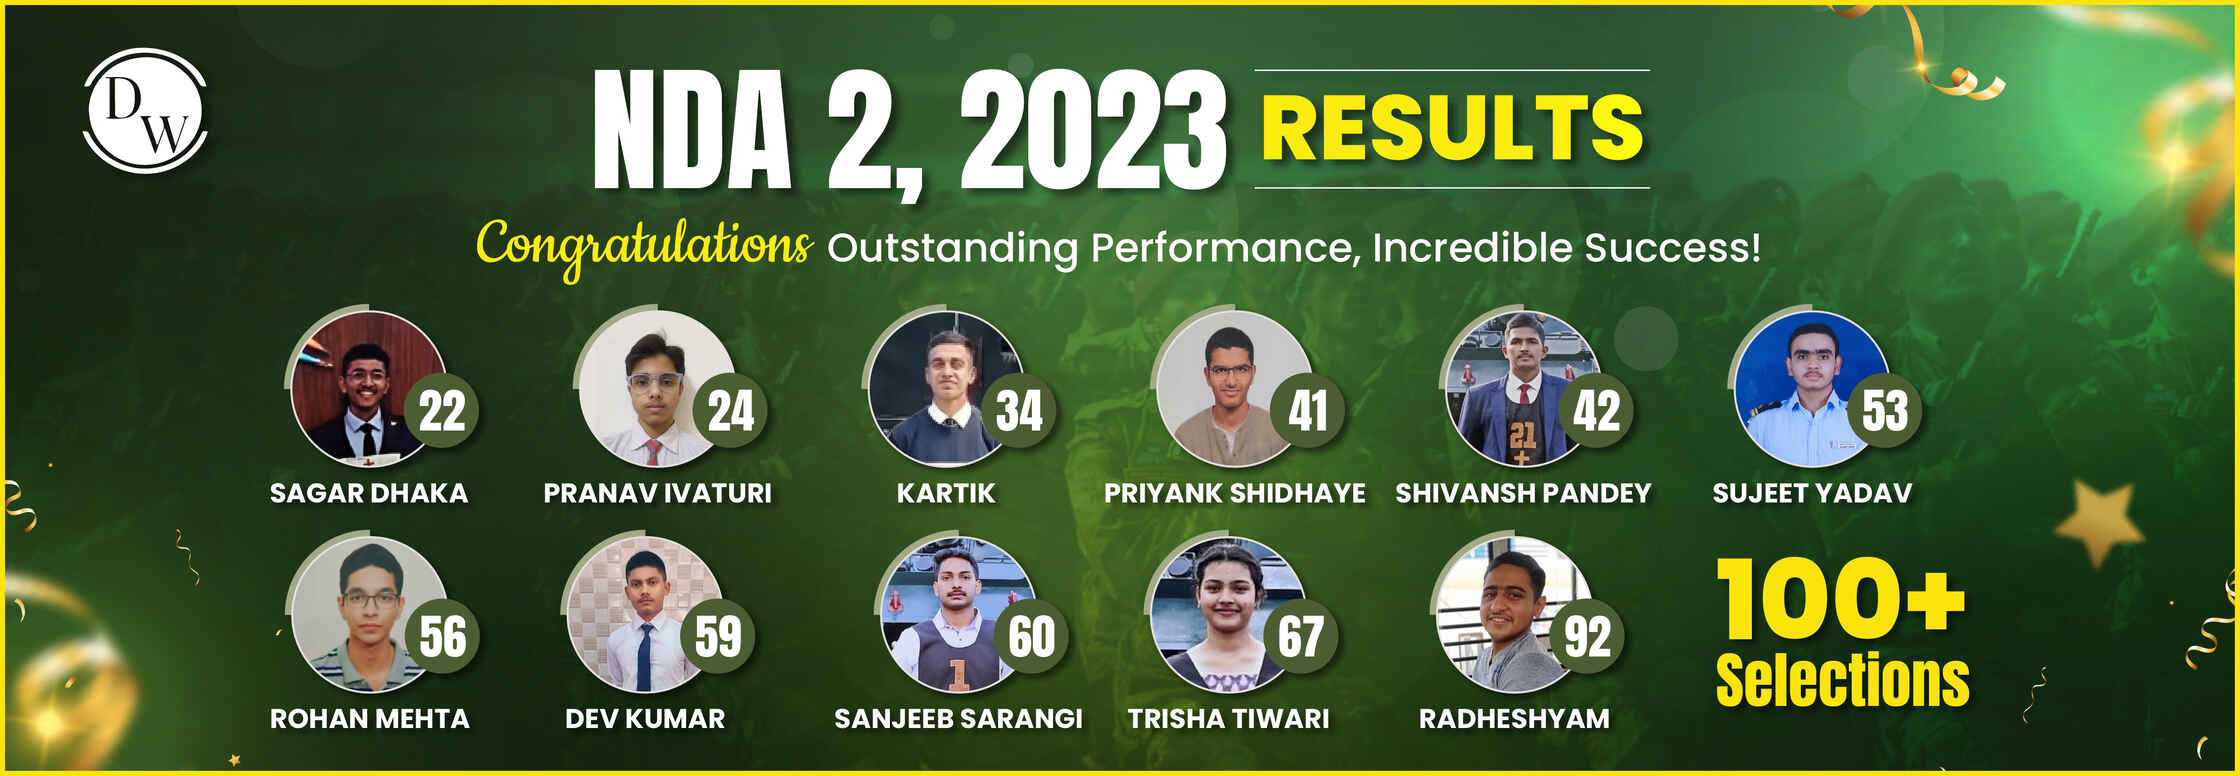 D
W
NDA 2, 2023 RESULTS
Congratulations Outstanding Performance, Incredible Success!
22
24
34
41
42
53
21
+
SAGAR DHAKA
PRANAV IVATURI
KARTIK
PRIYANK SHIDHAYE
SHIVANSH PANDEY
SUJEET YADAV
56
59
60
67
92
1
ROHAN MEHTA
DEV KUMAR
SANJEEB SARANGI
TRISHA TIWARI
RADHESHYAM
100+
Selections